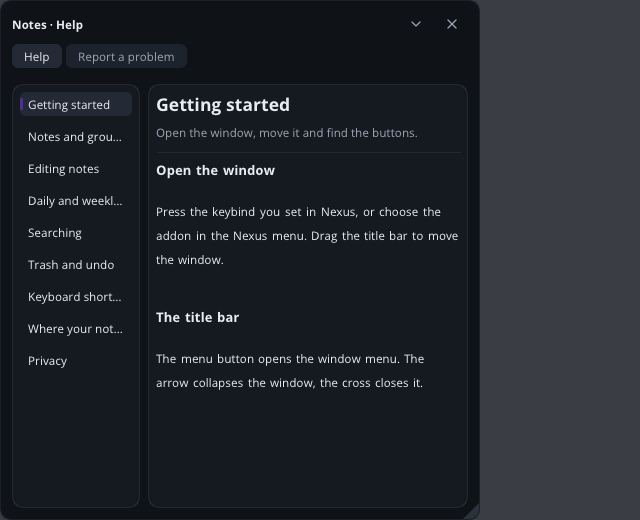 Notes · Help
Help
Report a problem
Getting started
Notes and grou...
Editing notes
Daily and weekl...
Searching
Trash and undo
Keyboard short...
Where your not...
Privacy
Getting started
Open the window, move it and find the buttons.
Open the window
Press the keybind you set in Nexus, or choose the
addon in the Nexus menu. Drag the title bar to move
the window.
The title bar
The menu button opens the window menu. The
arrow collapses the window, the cross closes it.